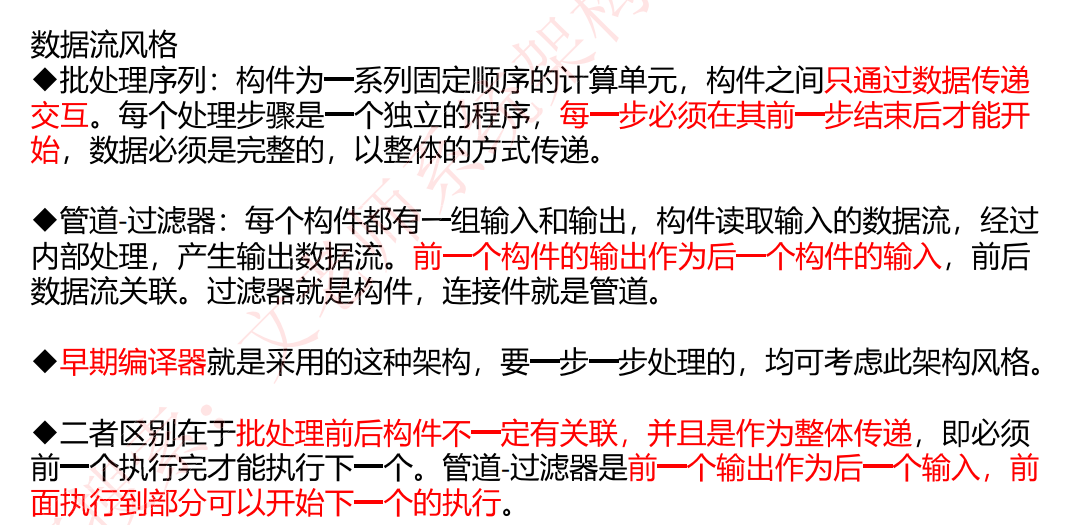 数据流风格
◆批处理序列：构件为一系列固定顺序的计算单元，构件之间只通过数据传递
交互。每个处理步骤是一个独立的程序，每一步必须在其前一步结束后才能开
始，数据必须是完整的，以整体的方式传递。
◆管道-过滤器：每个构件都有一组输入和输出，构件读取输入的数据流，经过
内部处理，产生输出数据流。前一个构件的输出作为后一个构件的输入，前后
数据流关联。过滤器就是构件，连接件就是管道。
◆早期编译器就是采用的这种架构，要一步一步处理的，均可考虑此架构风格。
◆二者区别在于批处理前后构件不一定有关联，并且是作为整体传递，即必须
前一个执行完才能执行下一个。管道-过滤器是前一个输出作为后一个输入，前
面执行到部分可以开始下一个的执行。